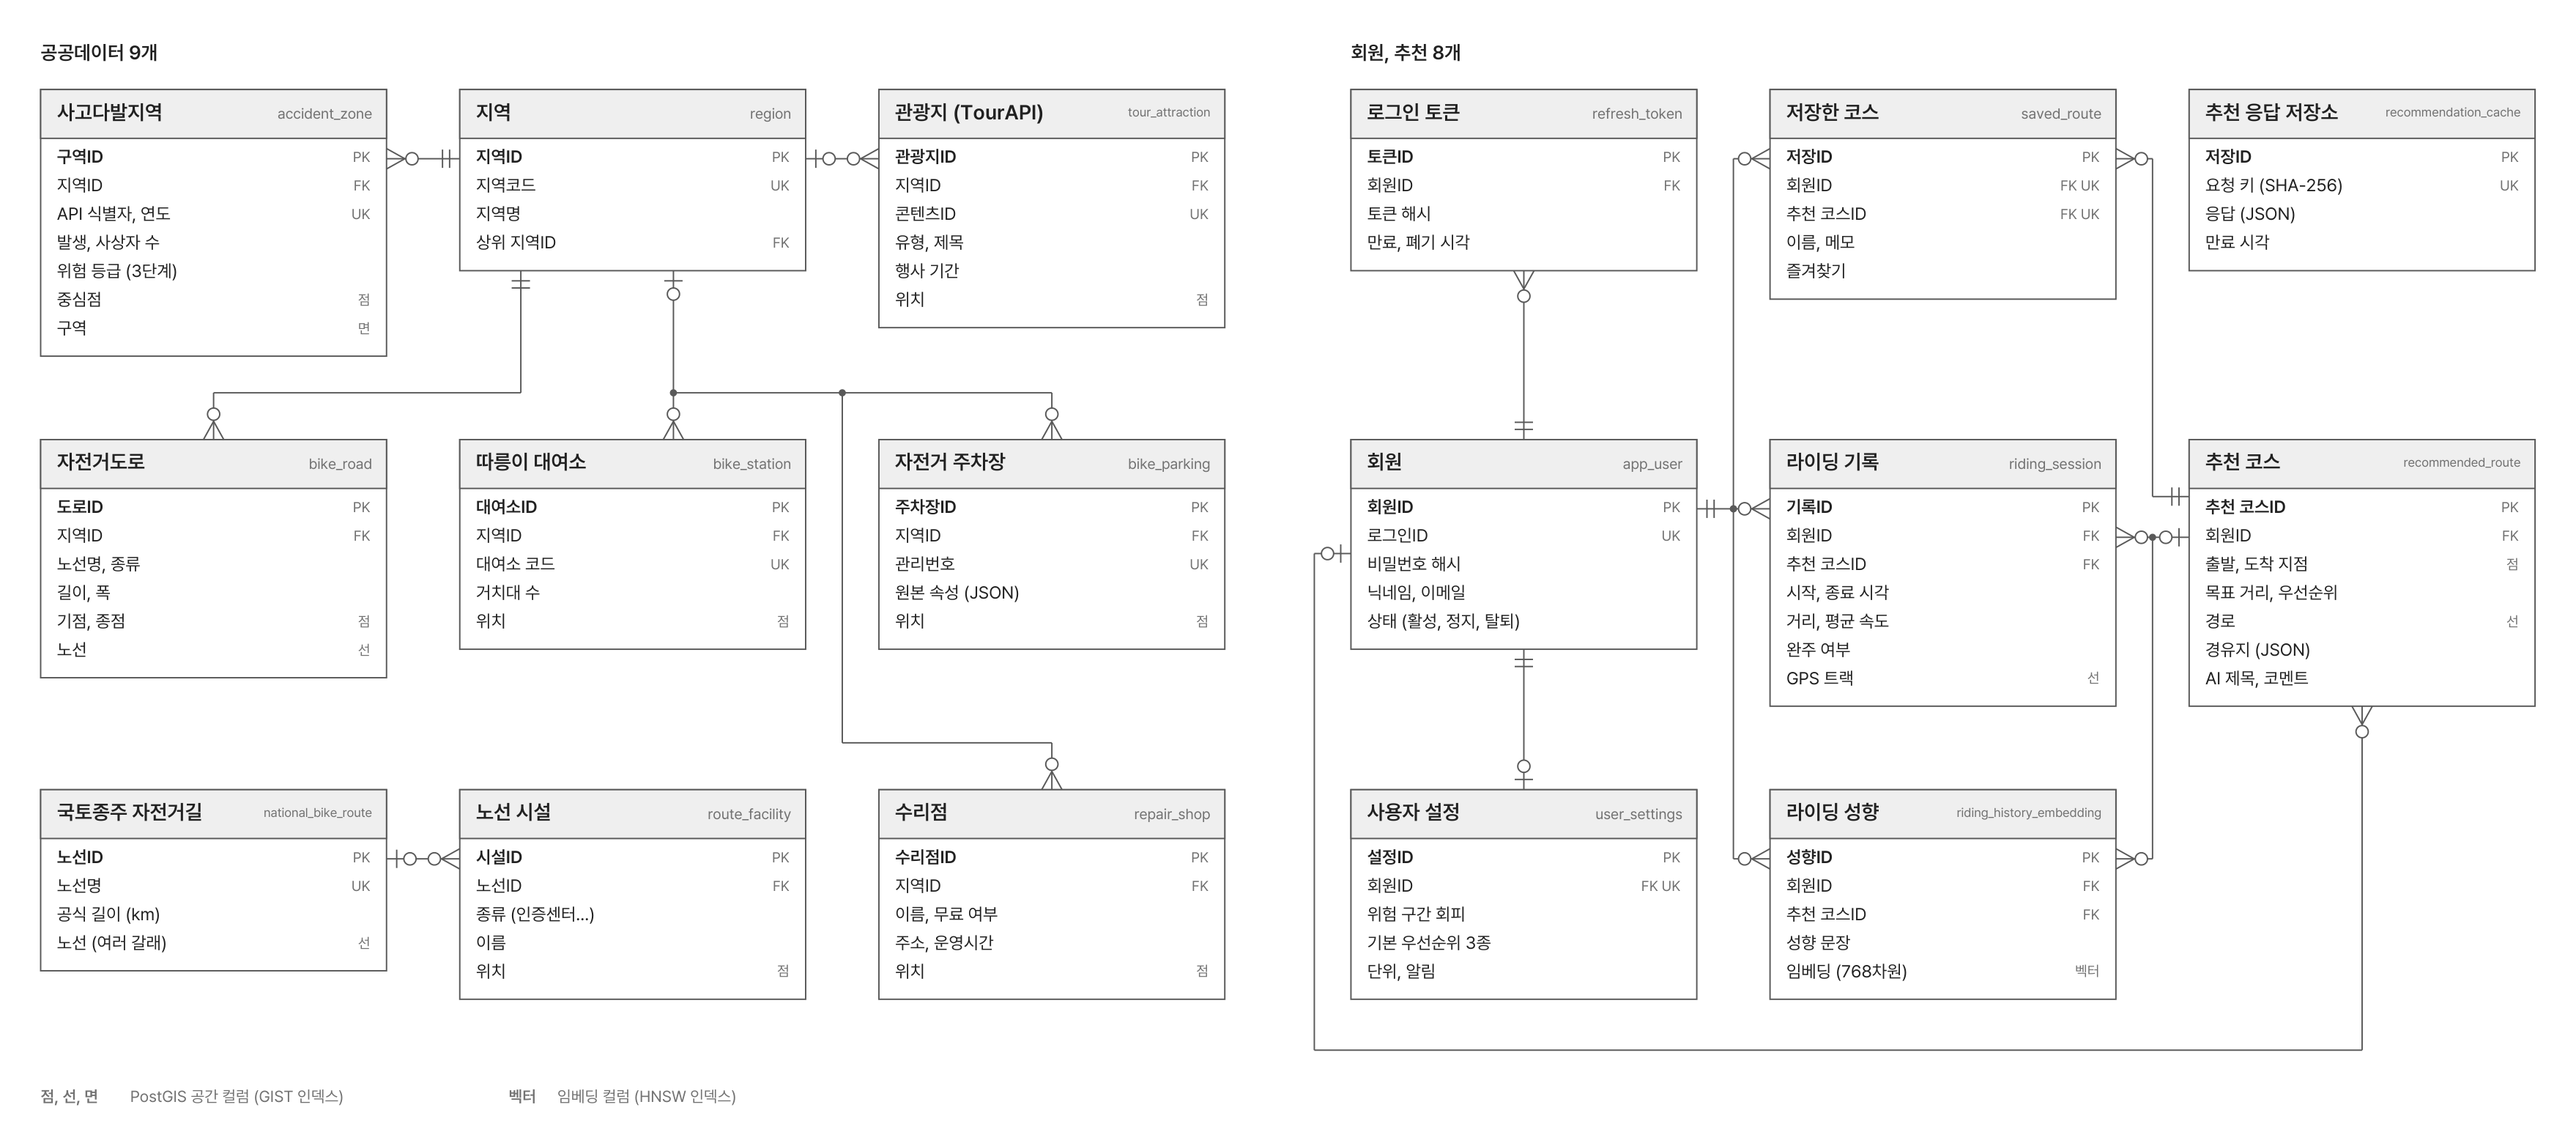 공공데이터 9개
회원, 추천 8개
사고다발지역 accident_zone
구역ID PK
지역ID FK
API 식별자, 연도 UK
발생, 사상자 수
위험 등급 (3단계)
중심점 점
구역 면
지역 region
지역ID PK
지역코드 UK
지역명
상위 지역ID FK
관광지 (TourAPI) tour_attraction
관광지ID PK
지역ID FK
콘텐츠ID UK
유형, 제목
행사 기간
위치 점
로그인 토큰 refresh_token
토큰ID PK
회원ID FK
토큰 해시
만료, 폐기 시각
저장한 코스 saved_route
저장ID PK
회원ID FK UK
추천 코스ID FK UK
이름, 메모
즐겨찾기
추천 응답 저장소 recommendation_cache
저장ID PK
요청 키 (SHA-256) UK
응답 (JSON)
만료 시각
자전거도로 bike_road
도로ID PK
지역ID FK
노선명, 종류
길이, 폭
기점, 종점 점
노선 선
따릉이 대여소 bike_station
대여소ID PK
지역ID FK
대여소 코드 UK
거치대 수
위치 점
자전거 주차장 bike_parking
주차장ID PK
지역ID FK
관리번호 UK
원본 속성 (JSON)
위치 점
회원 app_user
회원ID PK
로그인ID UK
비밀번호 해시
닉네임, 이메일
상태 (활성, 정지, 탈퇴)
라이딩 기록 riding_session
기록ID PK
회원ID FK
추천 코스ID FK
시작, 종료 시각
거리, 평균 속도
완주 여부
GPS 트랙 선
추천 코스 recommended_route
추천 코스ID PK
회원ID FK
출발, 도착 지점 점
목표 거리, 우선순위
경로 선
경유지 (JSON)
AI 제목, 코멘트
국토종주 자전거길 national_bike_route
노선ID PK
노선명 UK
공식 길이 (km)
노선 (여러 갈래) 선
노선 시설 route_facility
시설ID PK
노선ID FK
종류 (인증센터...)
이름
위치 점
수리점 repair_shop
수리점ID PK
지역ID FK
이름, 무료 여부
주소, 운영시간
위치 점
사용자 설정 user_settings
설정ID PK
회원ID FK UK
위험 구간 회피
기본 우선순위 3종
단위, 알림
라이딩 성향 riding_history_embedding
성향ID PK
회원ID FK
추천 코스ID FK
성향 문장
임베딩 (768차원) 벡터
점, 선, 면 PostGIS 공간 컬럼 (GIST 인덱스)
벡터 임베딩 컬럼 (HNSW 인덱스)